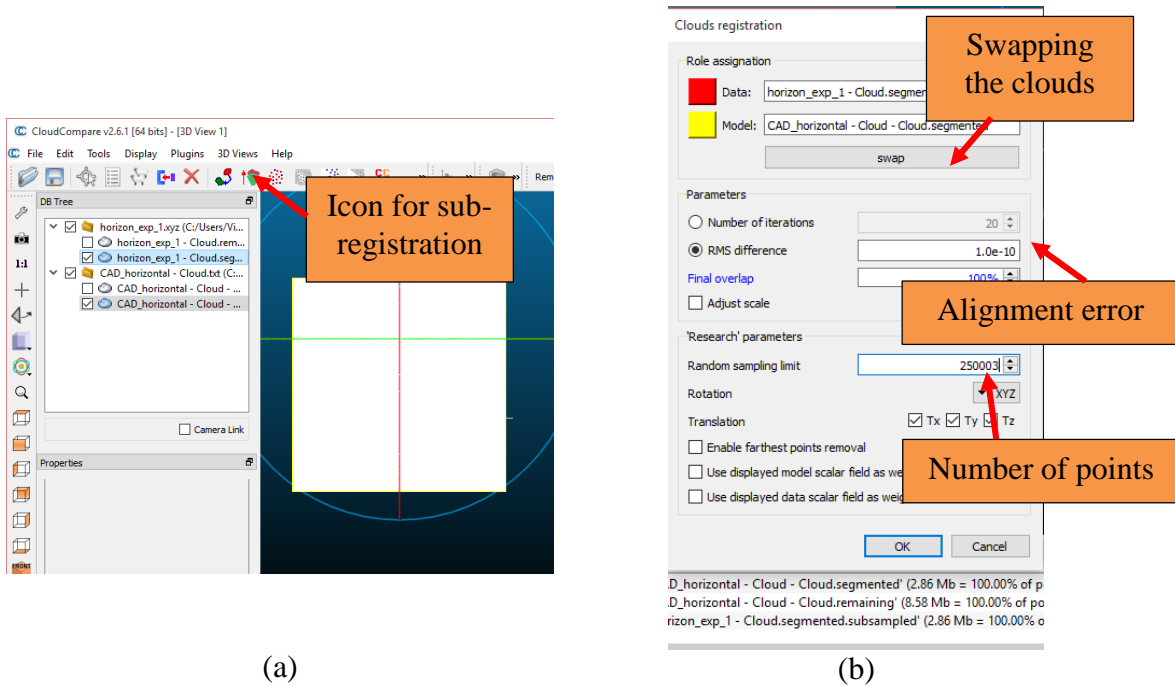 CloudCompare v2.6.1 [64 bits] - [3D View 1]
File Edit Tools Display Plugins 3D Views Help
CC
»
»
»
Rem
DB Tree
horizon_exp_1.xyz (C:/Users/Vi...
horizon_exp_1 - Cloud.rem...
horizon_exp_1 - Cloud.seg...
CAD_horizontal - Cloud.txt (C:...
CAD_horizontal - Cloud - ...
CAD_horizontal - Cloud - ...
1:1
Camera Link
Properties
FRONT
Icon for sub-
registration
(a)
Clouds registration
Swapping
the clouds
Role assignation
Data: horizon_exp_1 - Cloud.segmen
Model: CAD_horizontal - Cloud - Cloud.segmented
swap
Parameters
Number of iterations 20
RMS difference 1.0e-10
Final overlap 100%
Adjust scale
Alignment error
'Research' parameters
Random sampling limit 250003
Rotation XYZ
Translation Tx Ty Tz
Enable farthest points removal
Use displayed model scalar field as we
Use displayed data scalar field as weig
Number of points
OK Cancel
D_horizontal - Cloud - Cloud.segmented' (2.86 Mb = 100.00% of p
D_horizontal - Cloud - Cloud.remaining' (8.58 Mb = 100.00% of po
rizon_exp_1 - Cloud.segmented.subsampled' (2.86 Mb = 100.00% o
(b)